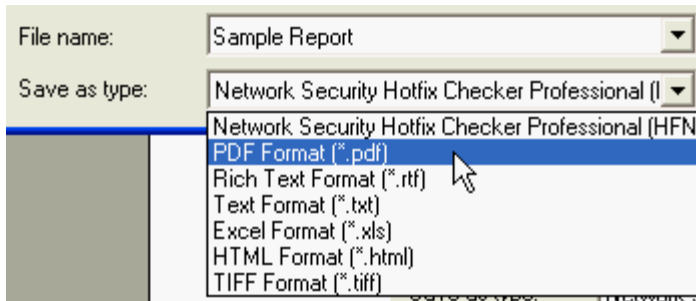 File name:
Sample Report
Save as type:
Network Security Hotfix Checker Professional (
Network Security Hotfix Checker Professional (HFN
PDF Format (*.pdf)
Rich Text Format (*.rtf)
Text Format (*.txt)
Excel Format (*.xls)
HTML Format (*.html)
TIFF Format (*.tiff)